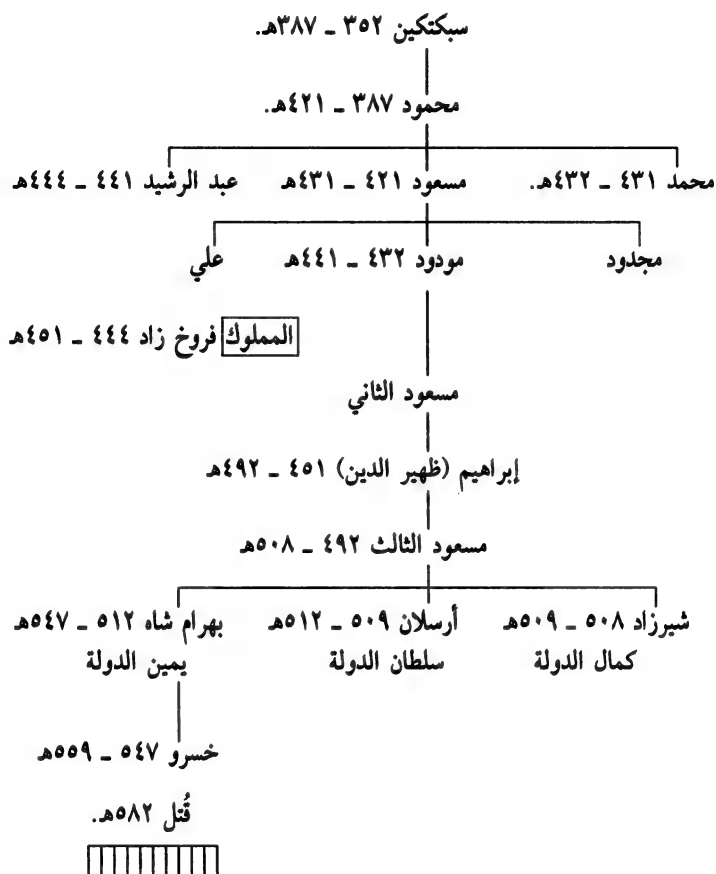 سبكتكين ٣٥٢ ـ ٣٨٧هـ.
محمود ٣٨٧ ـ ٤٢١هـ.
محمد ٤٣١ ـ ٤٣٢هـ. مسعود ٤٢١ ـ ٤٣١هـ عبد الرشيد ٤٤١ ـ ٤٤٤هـ
مجدود مودود ٤٣٢ ـ ٤٤١هـ علي
المملوك فروخ زاد ٤٤٤ ـ ٤٥١هـ
مسعود الثاني
إبراهيم (ظهير الدين) ٤٥١ ـ ٤٩٢هـ
مسعود الثالث ٤٩٢ ـ ٥٠٨هـ
شيرزاد ٥٠٨ ـ ٥٠٩هـ أرسلان ٥٠٩ ـ ٥١٢هـ بهرام شاه ٥١٢ ـ ٥٤٧هـ
كمال الدولة سلطان الدولة يمين الدولة
خسرو ٥٤٧ ـ ٥٥٩هـ
قُتل ٥٨٢هـ.